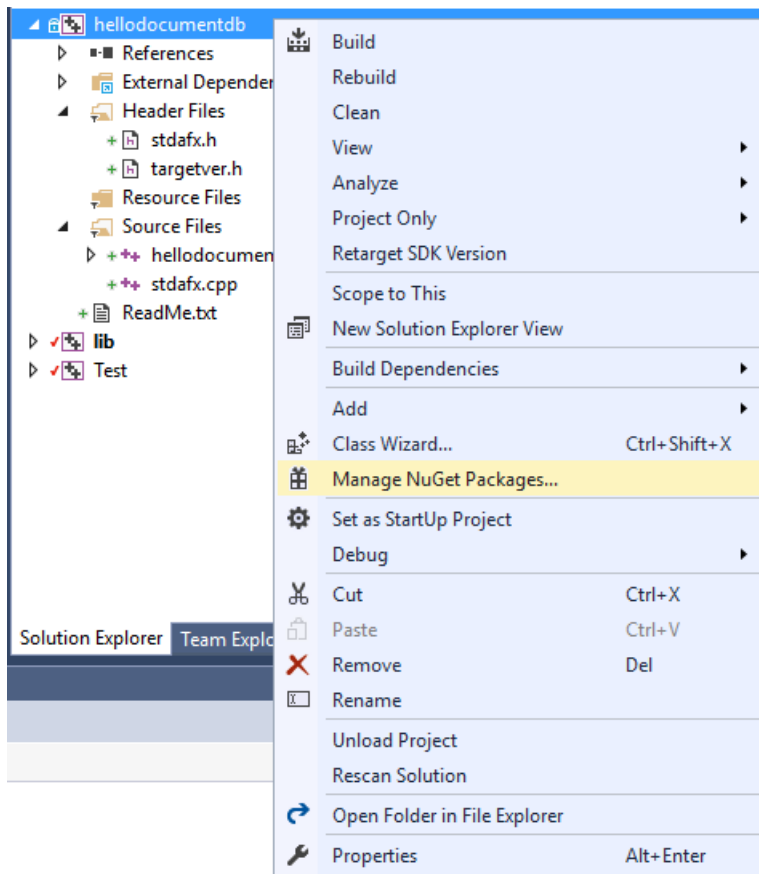 hellodocumentdb
References
External Depender
Header Files
stdafx.h
targetver.h
Resource Files
Source Files
hellodocumen
stdafx.cpp
ReadMe.txt
lib
Test
Solution Explorer
Team Explo
Build
Rebuild
Clean
View
Analyze
Project Only
Retarget SDK Version
Scope to This
New Solution Explorer View
Build Dependencies
Add
Class Wizard... Ctrl+Shift+X
Manage NuGet Packages...
Set as StartUp Project
Debug
Cut Ctrl+X
Paste Ctrl+V
Remove Del
Rename
Unload Project
Rescan Solution
Open Folder in File Explorer
Properties Alt+Enter